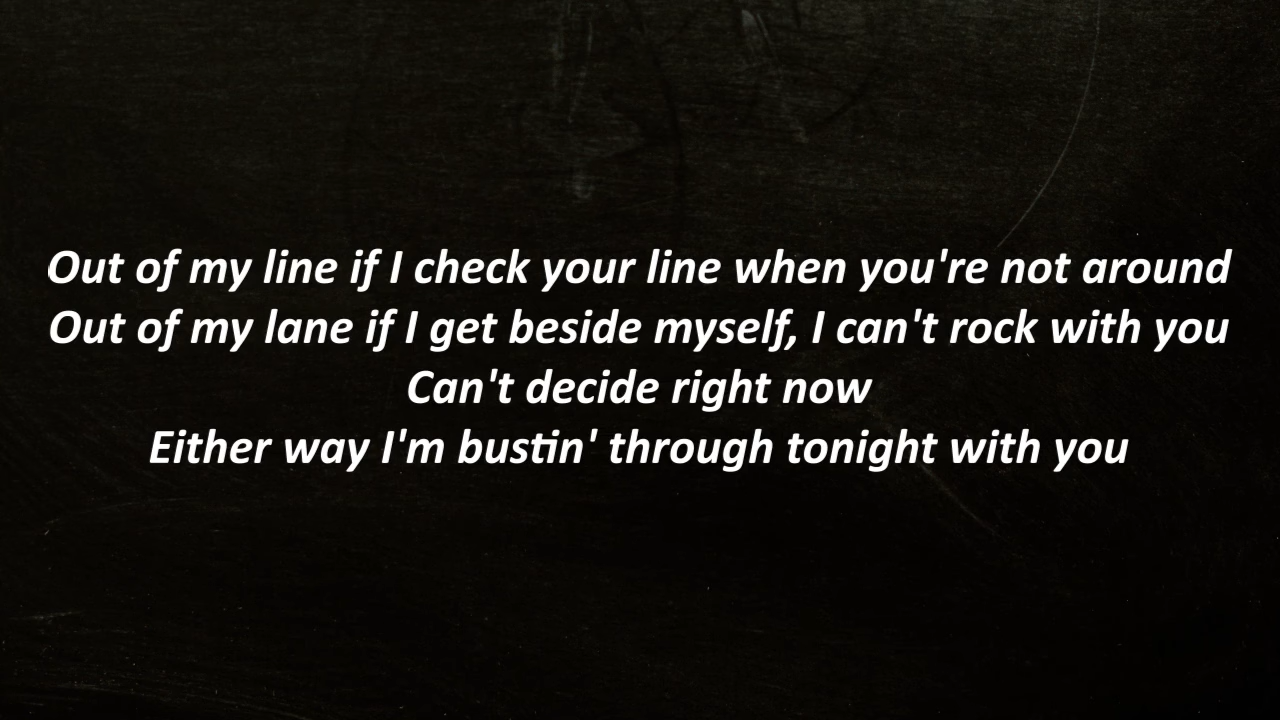 Out of my line if I check your line when you're not around
Out of my lane if I get beside myself, I can't rock with you
Can't decide right now
Either way I'm bustin' through tonight with you